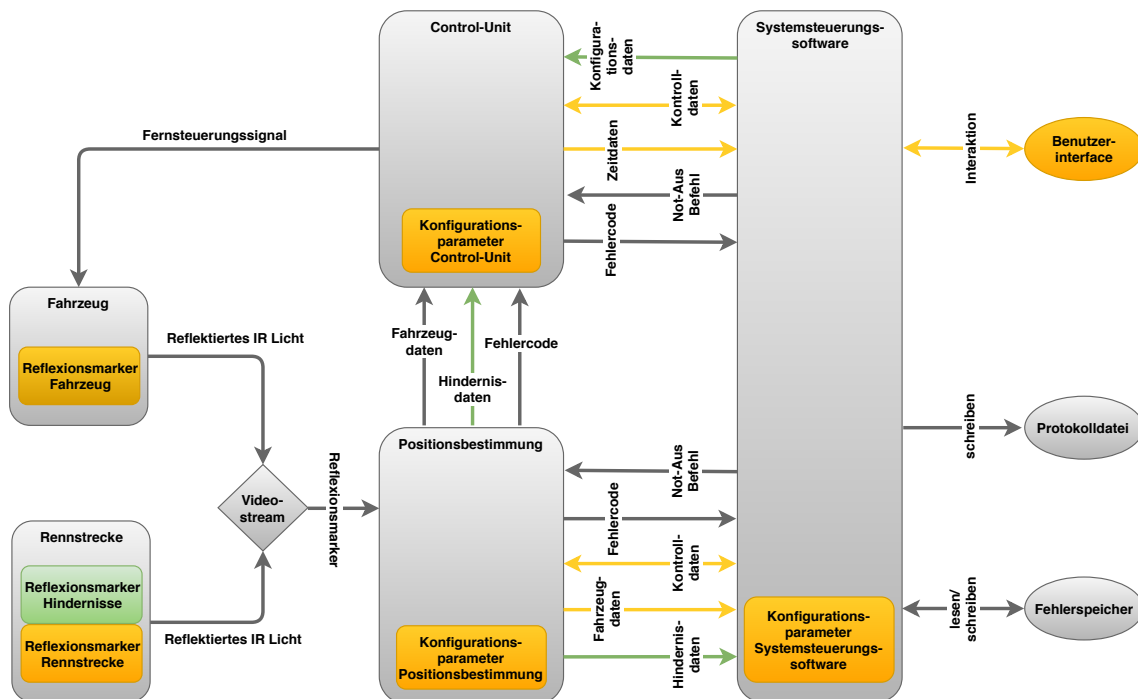 Control-Unit
Systemsteuerungs-
software
Konfigura-
tions-
daten
Kontroll-
daten
Fernsteuerungssignal
Zeitdaten
Interaktion
Benutzer-
interface
Not-Aus
Befehl
Konfigurations-
parameter
Control-Unit
Fehlercode
Fahrzeug
Reflexionsmarker
Fahrzeug
Reflektiertes IR Licht
Fahrzeug-
daten
Hindernis-
daten
Fehlercode
Positionsbestimmung
schreiben
Protokolldatei
Video-
stream
Reflexionsmarker
Not-Aus
Befehl
Fehlercode
Kontroll-
daten
Fahrzeug-
daten
Hindernis-
daten
Rennstrecke
Reflexionsmarker
Hindernisse
Reflexionsmarker
Rennstrecke
Reflektiertes IR Licht
Konfigurations-
parameter
Positionsbestimmung
Konfigurations-
parameter
Systemsteuerungs-
software
lesen/
schreiben
Fehlerspeicher